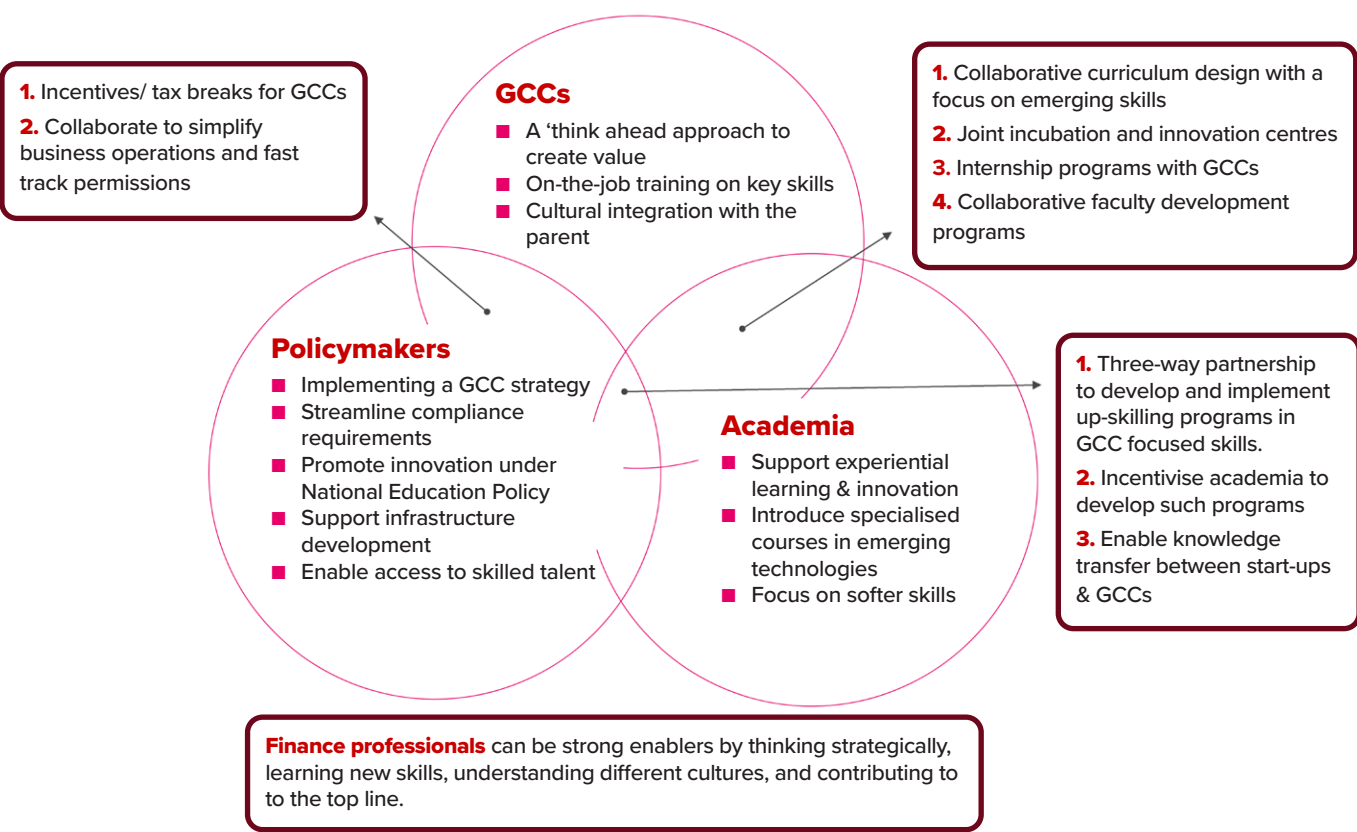 1. Incentives/ tax breaks for GCCs
2. Collaborate to simplify
business operations and fast
track permissions
GCCs
■ A ‘think ahead approach to
create value
■ On-the-job training on key skills
■ Cultural integration with the
parent
1. Collaborative curriculum design with a
focus on emerging skills
2. Joint incubation and innovation centres
3. Internship programs with GCCs
4. Collaborative faculty development
programs
Policymakers
■ Implementing a GCC strategy
■ Streamline compliance
requirements
■ Promote innovation under
National Education Policy
■ Support infrastructure
development
■ Enable access to skilled talent
Academia
■ Support experiential
learning & innovation
■ Introduce specialised
courses in emerging
technologies
■ Focus on softer skills
1. Three-way partnership
to develop and implement
up-skilling programs in
GCC focused skills.
2. Incentivise academia to
develop such programs
3. Enable knowledge
transfer between start-ups
& GCCs
Finance professionals can be strong enablers by thinking strategically,
learning new skills, understanding different cultures, and contributing to
to the top line.